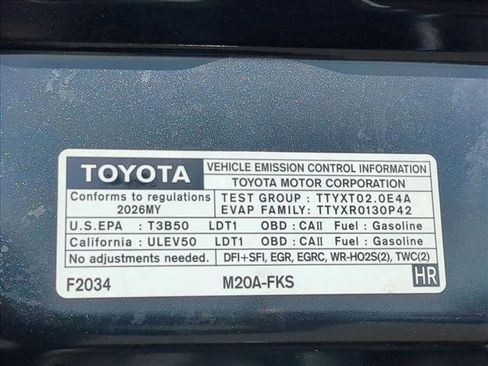 TOYOTA
VEHICLE EMISSION CONTROL INFORMATION
TOYOTA MOTOR CORPORATION
Conforms to regulations
2026MY
TEST GROUP : TTYXT02.0E4A
EVAP FAMILY: TTYXR0130P42
U.S.EPA : T3B50 LDT1 OBD : CAII Fuel : Gasoline
California : ULEV50 LDT1 OBD : CAII Fuel : Gasoline
No adjustments needed. DFI+SFI, EGR, EGRC, WR-HO2S(2), TWC(2)
F2034 M20A-FKS HR